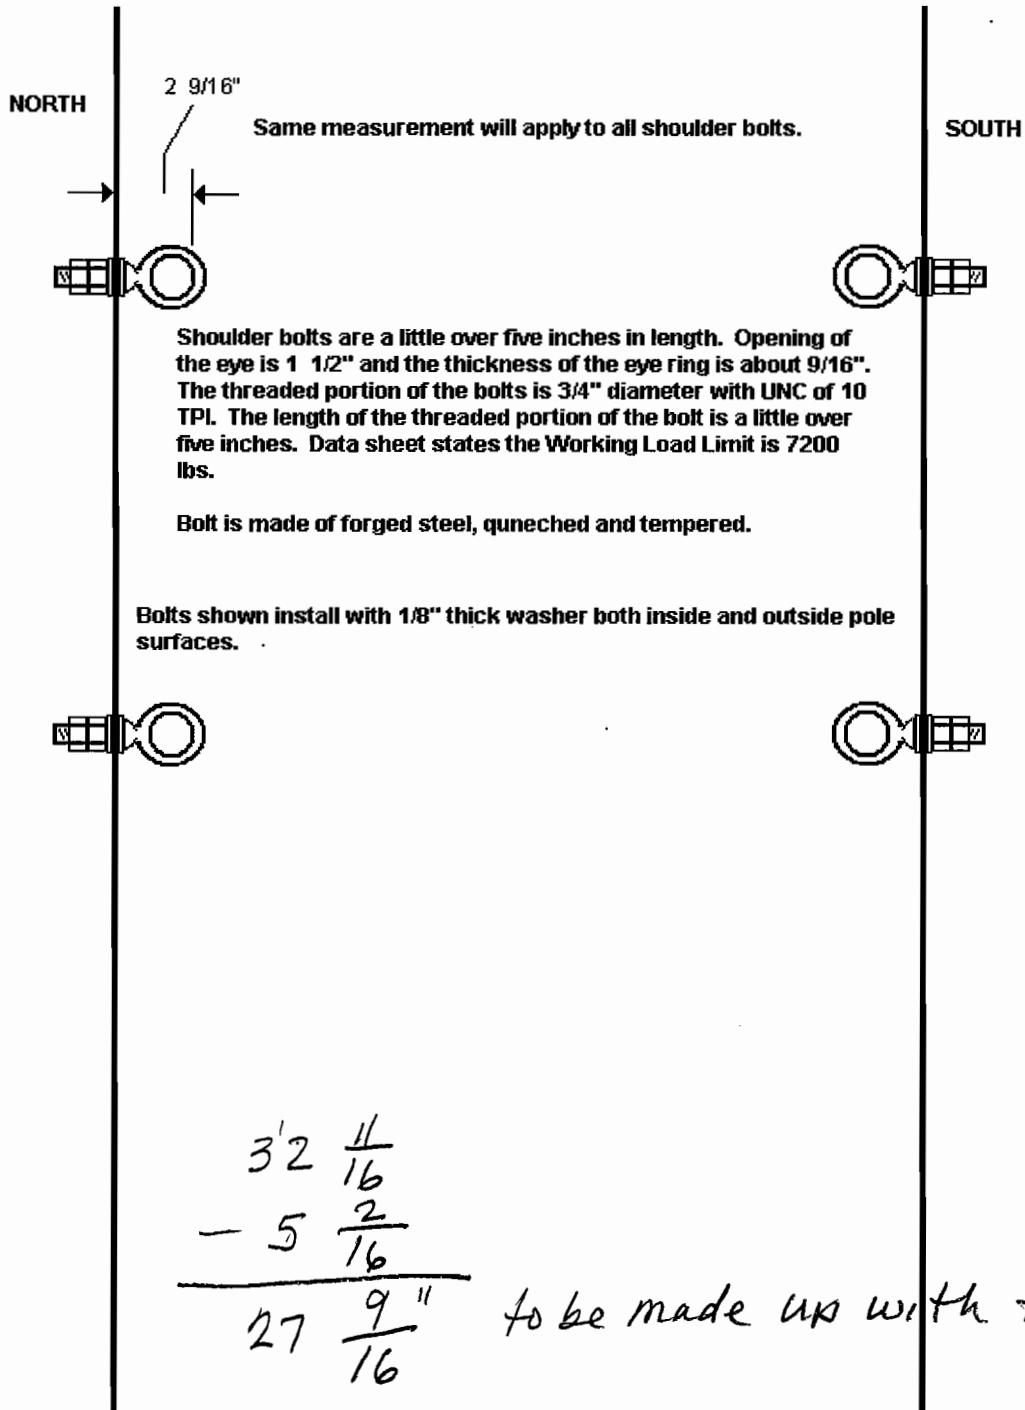 2 9/16"
NORTH
Same measurement will apply to all shoulder bolts.
SOUTH
Shoulder bolts are a little over five inches in length. Opening of
the eye is 1 1/2" and the thickness of the eye ring is about 9/16".
The threaded portion of the bolts is 3/4" diameter with UNC of 10
TPI. The length of the threaded portion of the bolt is a little over
five inches. Data sheet states the Working Load Limit is 7200
lbs.
Bolt is made of forged steel, quneched and tempered.
Bolts shown install with 1/8" thick washer both inside and outside pole
surfaces.
3'2 11/16
- 5 2/16
27 9/16" to be made up with